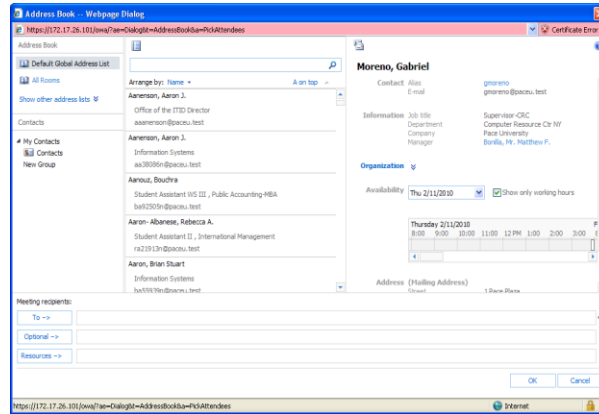 Address Book -- Webpage Dialog
https://172.17.26.101/owa/?ae=Dialog&t=AddressBook&a=PickAttendees
Certificate Error
Address Book
Default Global Address List
All Rooms
Show other address lists
Contacts
My Contacts
Contacts
New Group
Arrange by: Name
A on top
Aanenson, Aaron J.
Office of the ITID Director
aaanenson@paceu.test
Aanenson, Aaron J.
Information Systems
aa38086n@paceu.test
Aanouz, Bouchra
Student Assistant WS III , Public Accounting-MBA
ba92505n@paceu.test
Aaron- Albanese, Rebecca A.
Student Assistant II , International Management
ra21913n@paceu.test
Aaron, Brian Stuart
Information Systems
Moreno, Gabriel
Contact Alias gmoreno
E-mail gmoreno@paceu.test
Information Job title Supervisor-CRC
Department Computer Resource Ctr NY
Company Pace University
Manager Bonilla, Mr. Matthew F.
Organization
Availability Thu 2/11/2010 Show only working hours
Thursday 2/11/2010 F
8:00 9:00 10:00 11:00 12 PM 1:00 2:00 3:00
Address (Mailing Address)
Street 1 Pace Plaza
Meeting recipients:
To ->
Optional ->
Resources ->
OK Cancel
https://172.17.26.101/owa/?ae=Dialog&t=AddressBook&a=PickAttendees
Internet